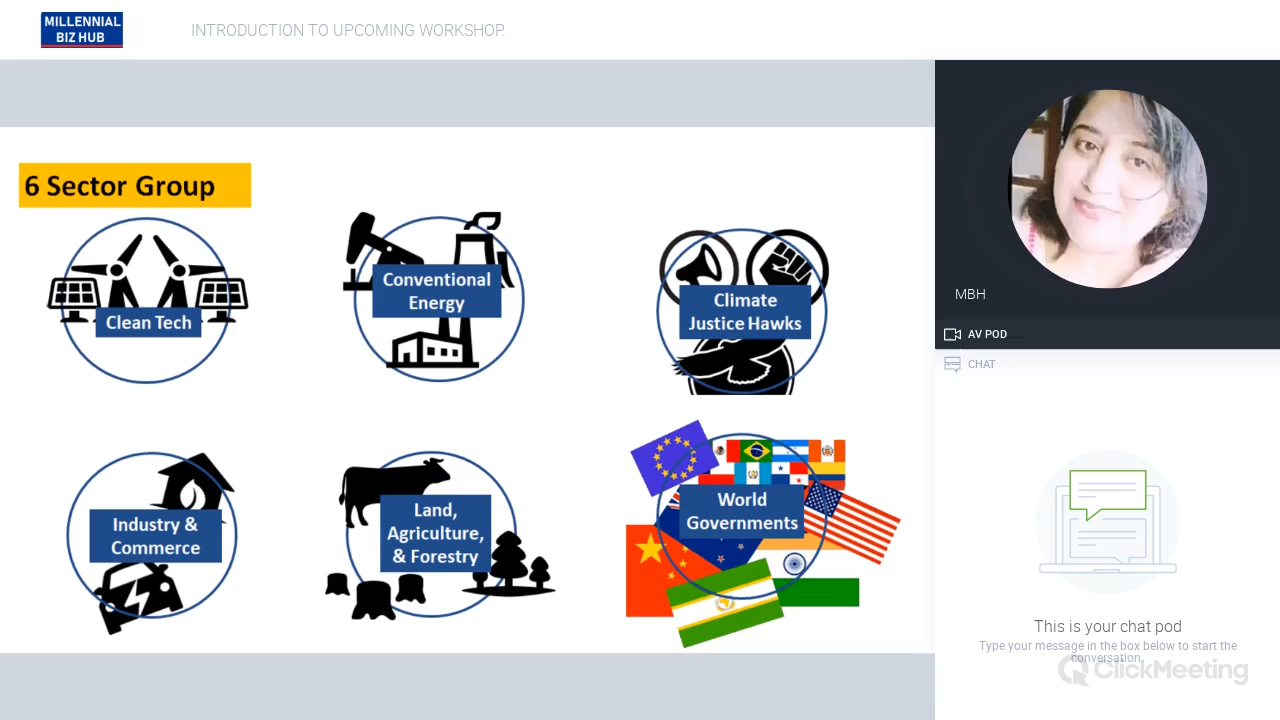 MILLENNIAL
BIZ HUB
INTRODUCTION TO UPCOMING WORKSHOP.
6 Sector Group
Clean Tech
Conventional
Energy
Climate
Justice Hawks
Industry &
Commerce
Land,
Agriculture,
& Forestry
World
Governments
MBH
AV POD
CHAT
This is your chat pod
Type your message in the box below to start the
conversation.
ClickMeeting